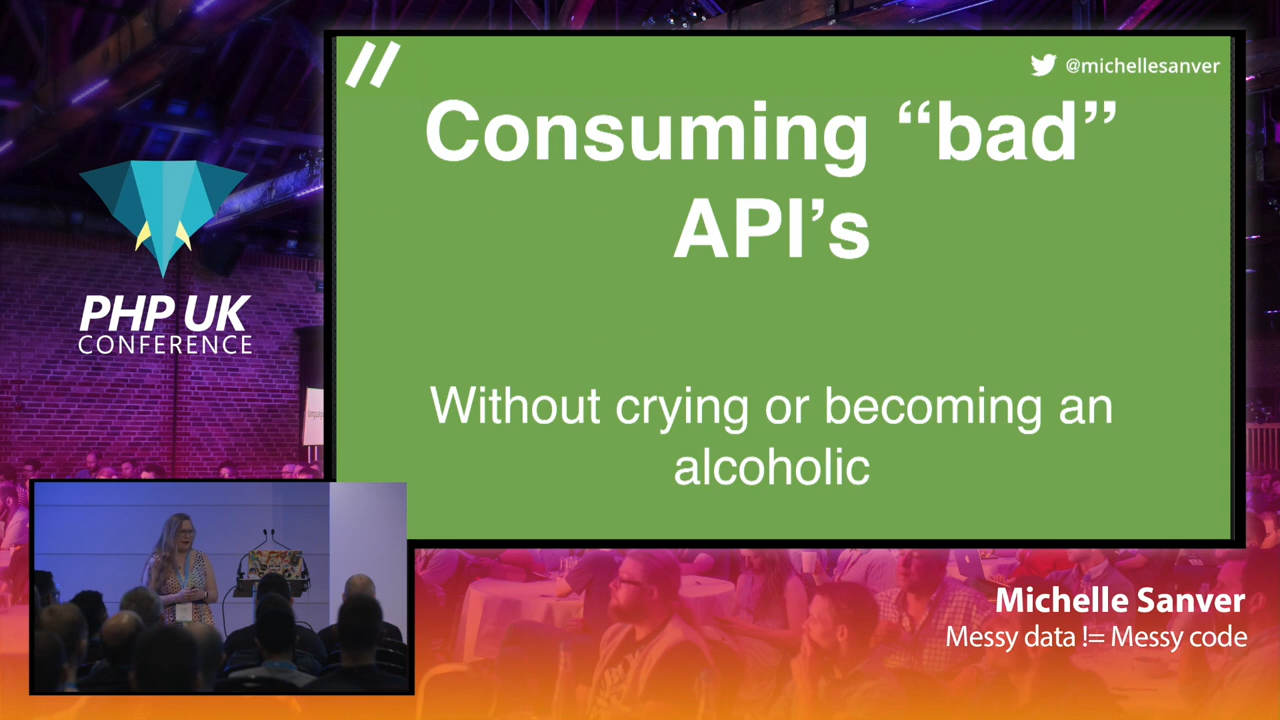 //
@michellesanver
Consuming “bad”
API’s
Without crying or becoming an
alcoholic
PHP UK
CONFERENCE
Michelle Sanver
Messy data != Messy code